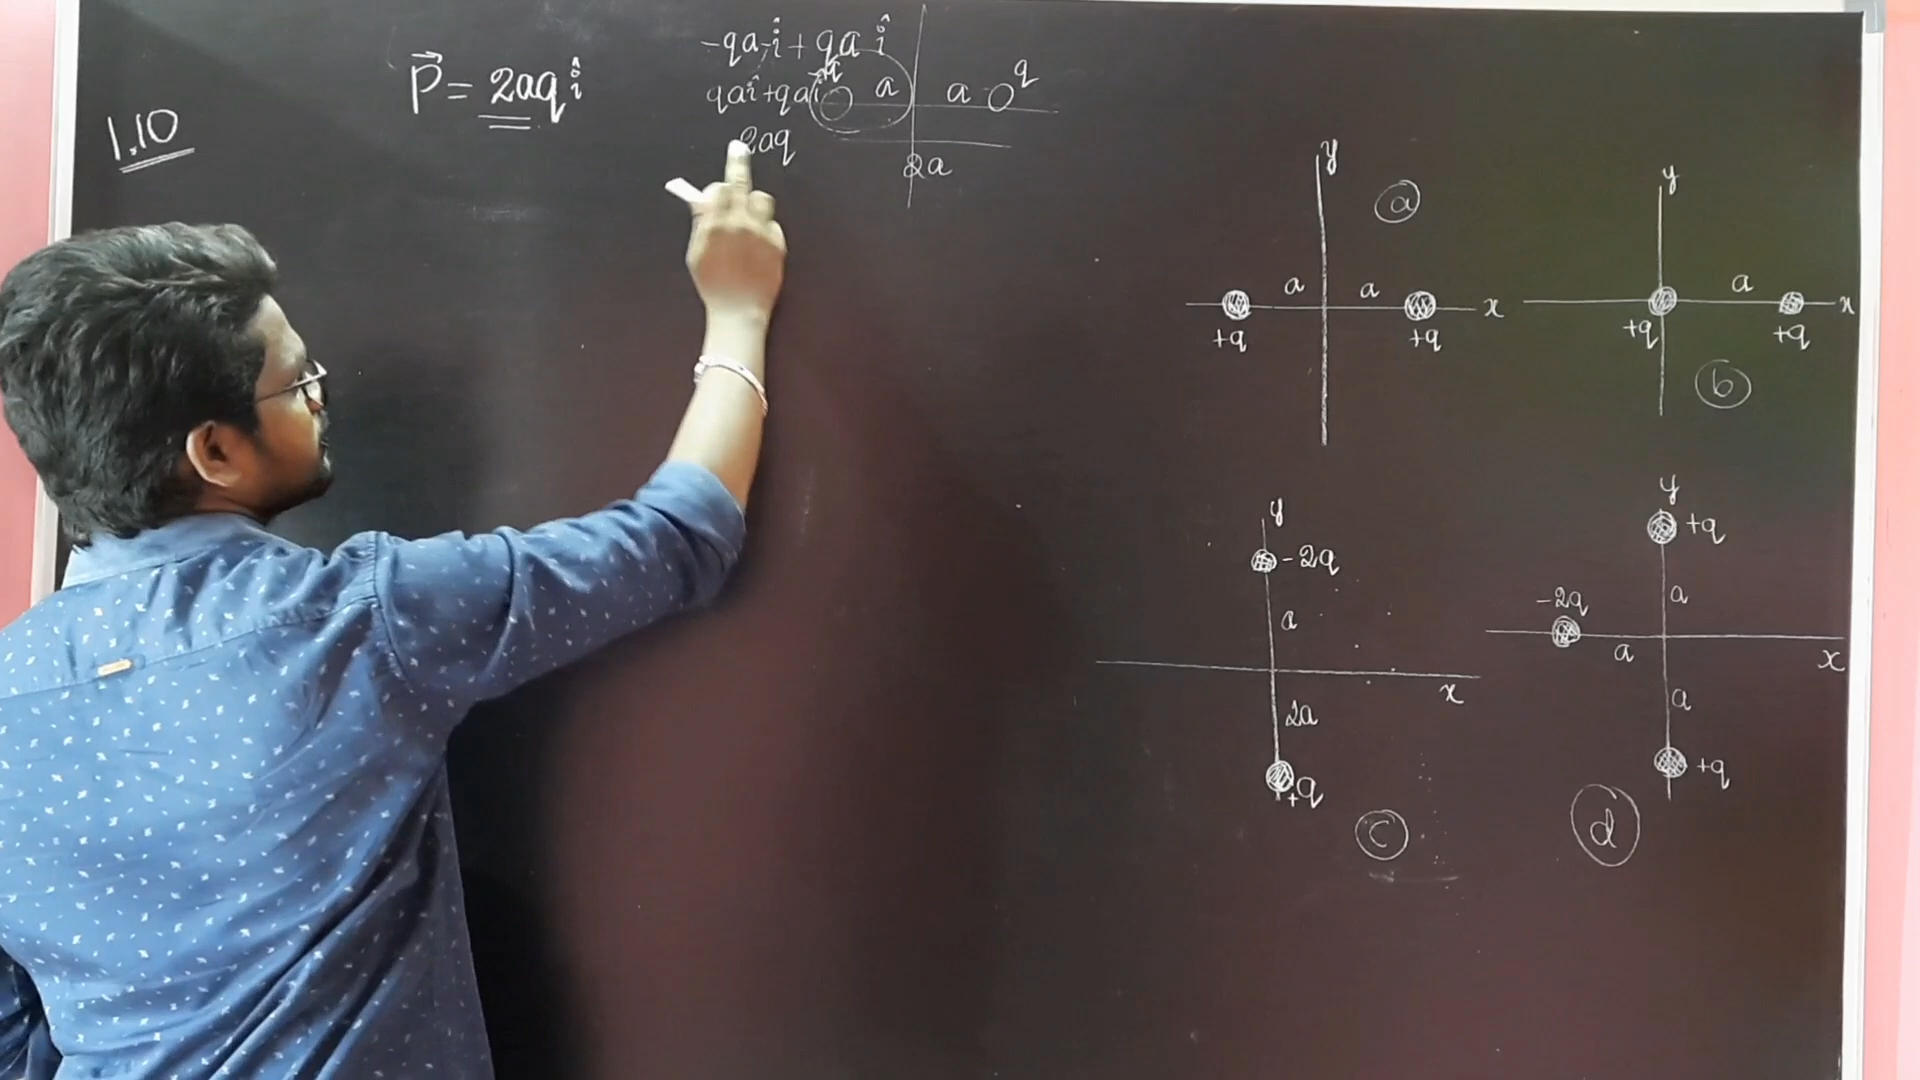 1.10
P⃗ = 2aq î
-qa î + qa î
qa î + qa î
2aq
a
a
q
2a
y
a
a
a
x
+q
+q
y
a
x
+q
+q
b
y
-2q
a
x
2a
+q
c
y
+q
-2q
a
a
x
a
+q
d